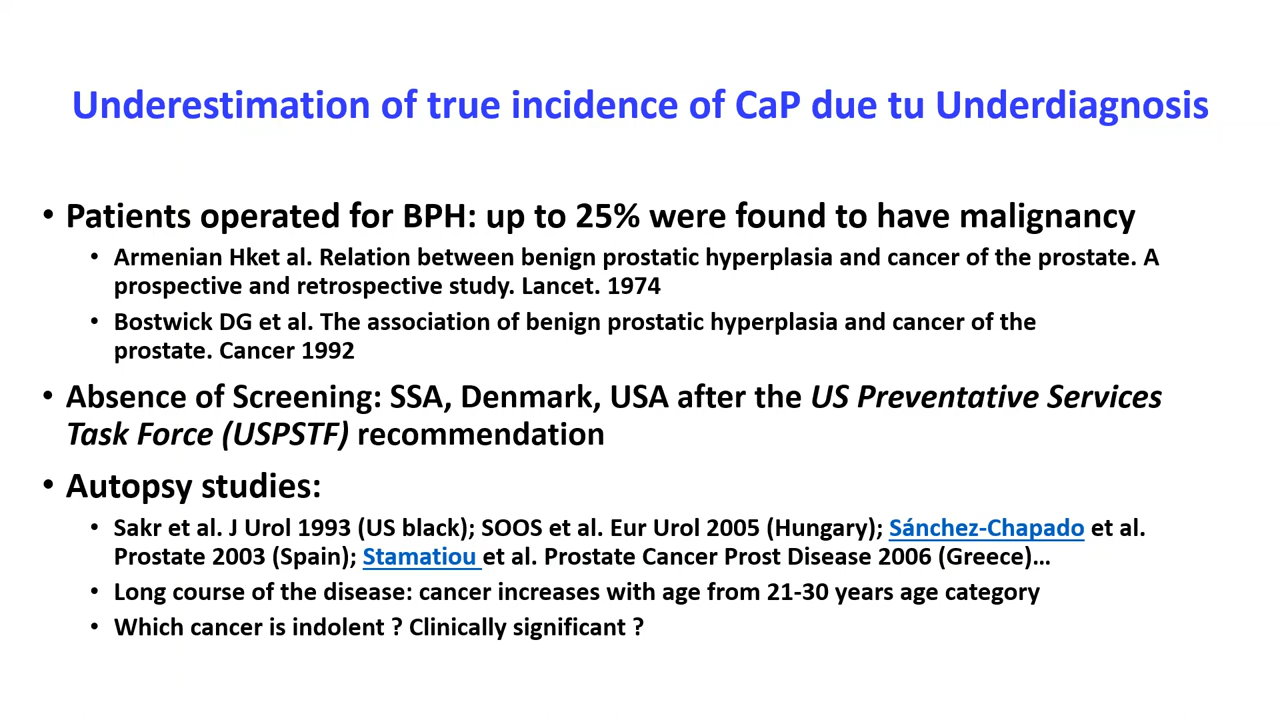 Underestimation of true incidence of CaP due tu Underdiagnosis
• Patients operated for BPH: up to 25% were found to have malignancy
• Armenian Hket al. Relation between benign prostatic hyperplasia and cancer of the prostate. A
prospective and retrospective study. Lancet. 1974
• Bostwick DG et al. The association of benign prostatic hyperplasia and cancer of the
prostate. Cancer 1992
• Absence of Screening: SSA, Denmark, USA after the US Preventative Services
Task Force (USPSTF) recommendation
• Autopsy studies:
• Sakr et al. J Urol 1993 (US black); SOOS et al. Eur Urol 2005 (Hungary); Sánchez-Chapado et al.
Prostate 2003 (Spain); Stamatiou et al. Prostate Cancer Prost Disease 2006 (Greece)…
• Long course of the disease: cancer increases with age from 21-30 years age category
• Which cancer is indolent ? Clinically significant ?